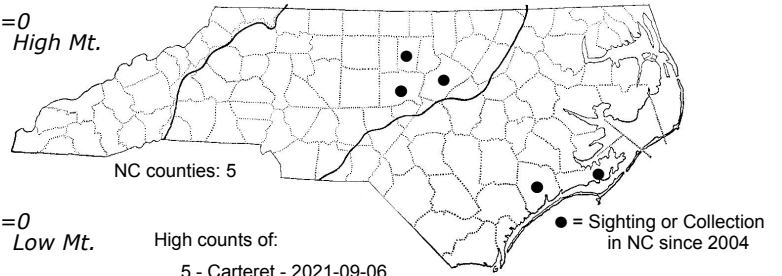 =0
High Mt.
NC counties: 5
=0
Low Mt.
High counts of:
5 - Carteret - 2021-09-06
● = Sighting or Collection
in NC since 2004